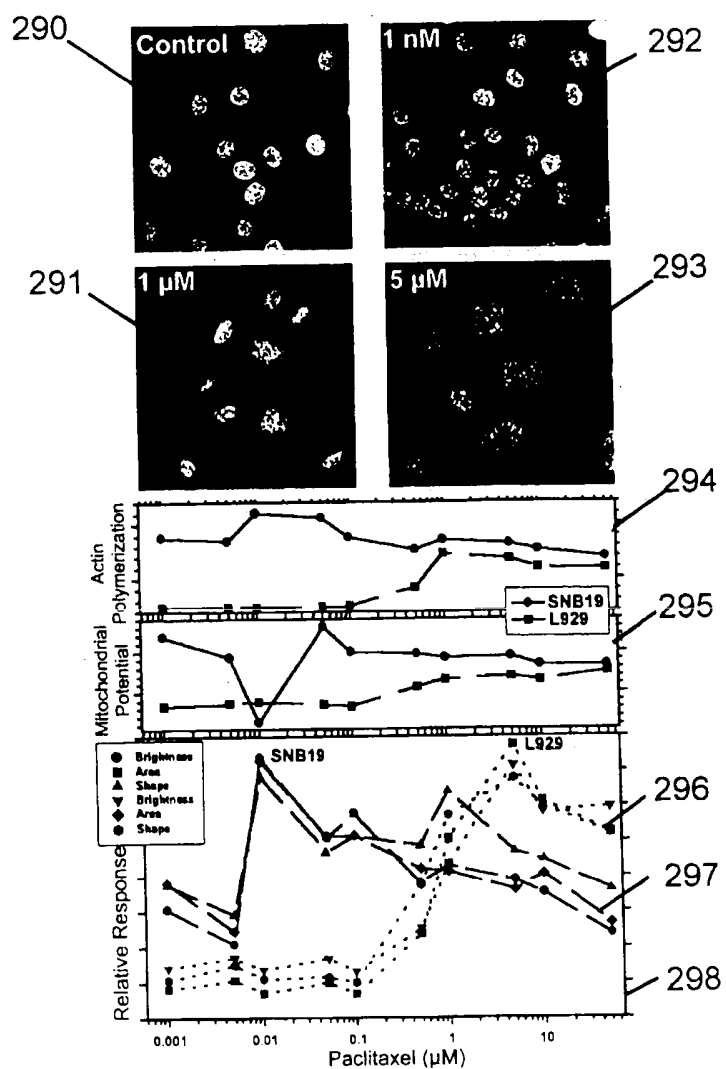 290
Control
1 nM
292
291
1 µM
5 µM
293
294
Actin
Polymerization
SNB19
L929
295
Mitochondrial
Potential
Brightness
Area
Shape
Brightness
Area
Shape
SNB19
L929
296
Relative Response
297
298
0.001
0.01
0.1
1
10
Paclitaxel (µM)